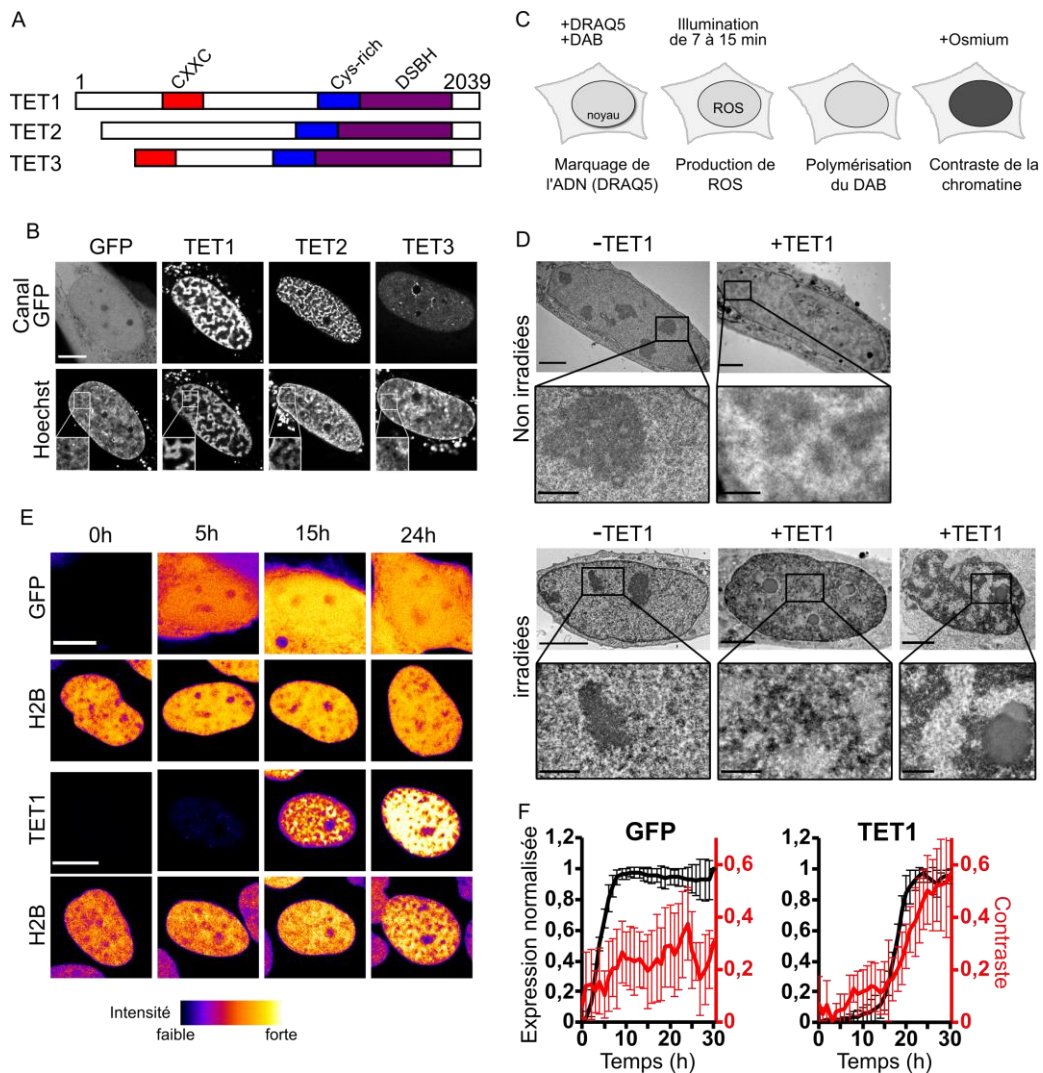 A
1
CXXC
Cys-rich
DSBH
2039
TET1
TET2
TET3
B
GFP
TET1
TET2
TET3
Canal
GFP
Hoechst
C
+DRAQ5
+DAB
Illumination
de 7 à 15 min
+Osmium
noyau
ROS
Marquage de
l'ADN (DRAQ5)
Production de
ROS
Polymérisation
du DAB
Contraste de la
chromatine
D
-TET1
+TET1
Non irradiées
-TET1
+TET1
+TET1
irradiées
E
0h
5h
15h
24h
GFP
H2B
TET1
H2B
Intensité
faible
forte
F
GFP
Expression normalisée
1,2
1
0,8
0,6
0,4
0,2
0
0,6
0,4
0,2
0
0
10
20
30
Temps (h)
TET1
1,2
1
0,8
0,6
0,4
0,2
0
0,6
0,4
0,2
0
Contraste
0
10
20
30
Temps (h)